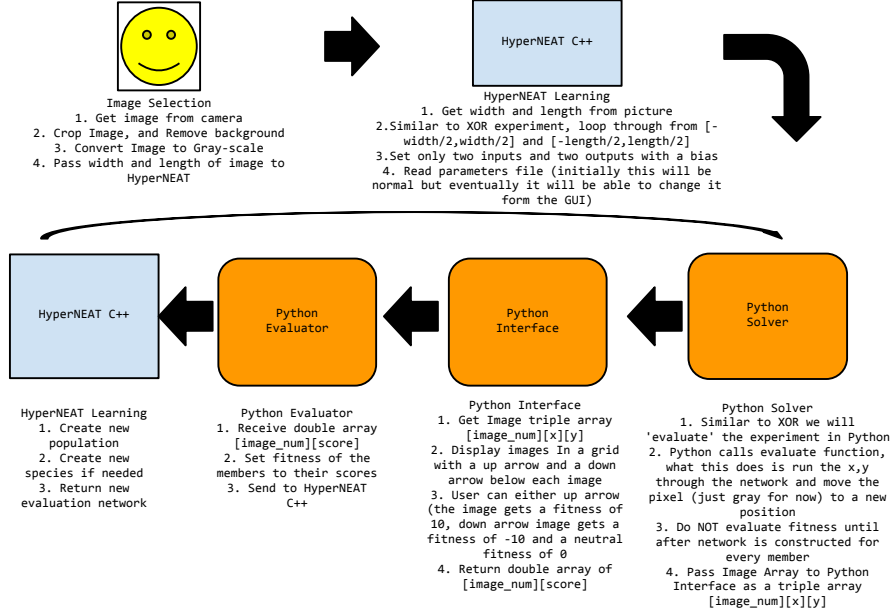 HyperNEAT C++
Image Selection
1. Get image from camera
2. Crop Image, and Remove background
3. Convert Image to Gray-scale
4. Pass width and length of image to
HyperNEAT
HyperNEAT Learning
1. Get width and length from picture
2.Similar to XOR experiment, loop through from [-
width/2,width/2] and [-length/2,length/2]
3.Set only two inputs and two outputs with a bias
4. Read parameters file (initially this will be
normal but eventually it will be able to change it
form the GUI)
HyperNEAT C++
Python
Evaluator
Python
Interface
Python
Solver
HyperNEAT Learning
1. Create new
population
2. Create new
species if needed
3. Return new
evaluation network
Python Evaluator
1. Receive double array
[image_num][score]
2. Set fitness of the
members to their scores
3. Send to HyperNEAT
C++
Python Interface
1. Get Image triple array
[image_num][x][y]
2. Display images In a grid
with a up arrow and a down
arrow below each image
3. User can either up arrow
(the image gets a fitness of
10, down arrow image gets a
fitness of -10 and a neutral
fitness of 0
4. Return double array of
[image_num][score]
Python Solver
1. Similar to XOR we will
'evaluate' the experiment in Python
2. Python calls evaluate function,
what this does is run the x,y
through the network and move the
pixel (just gray for now) to a new
position
3. Do NOT evaluate fitness until
after network is constructed for
every member
4. Pass Image Array to Python
Interface as a triple array
[image_num][x][y]